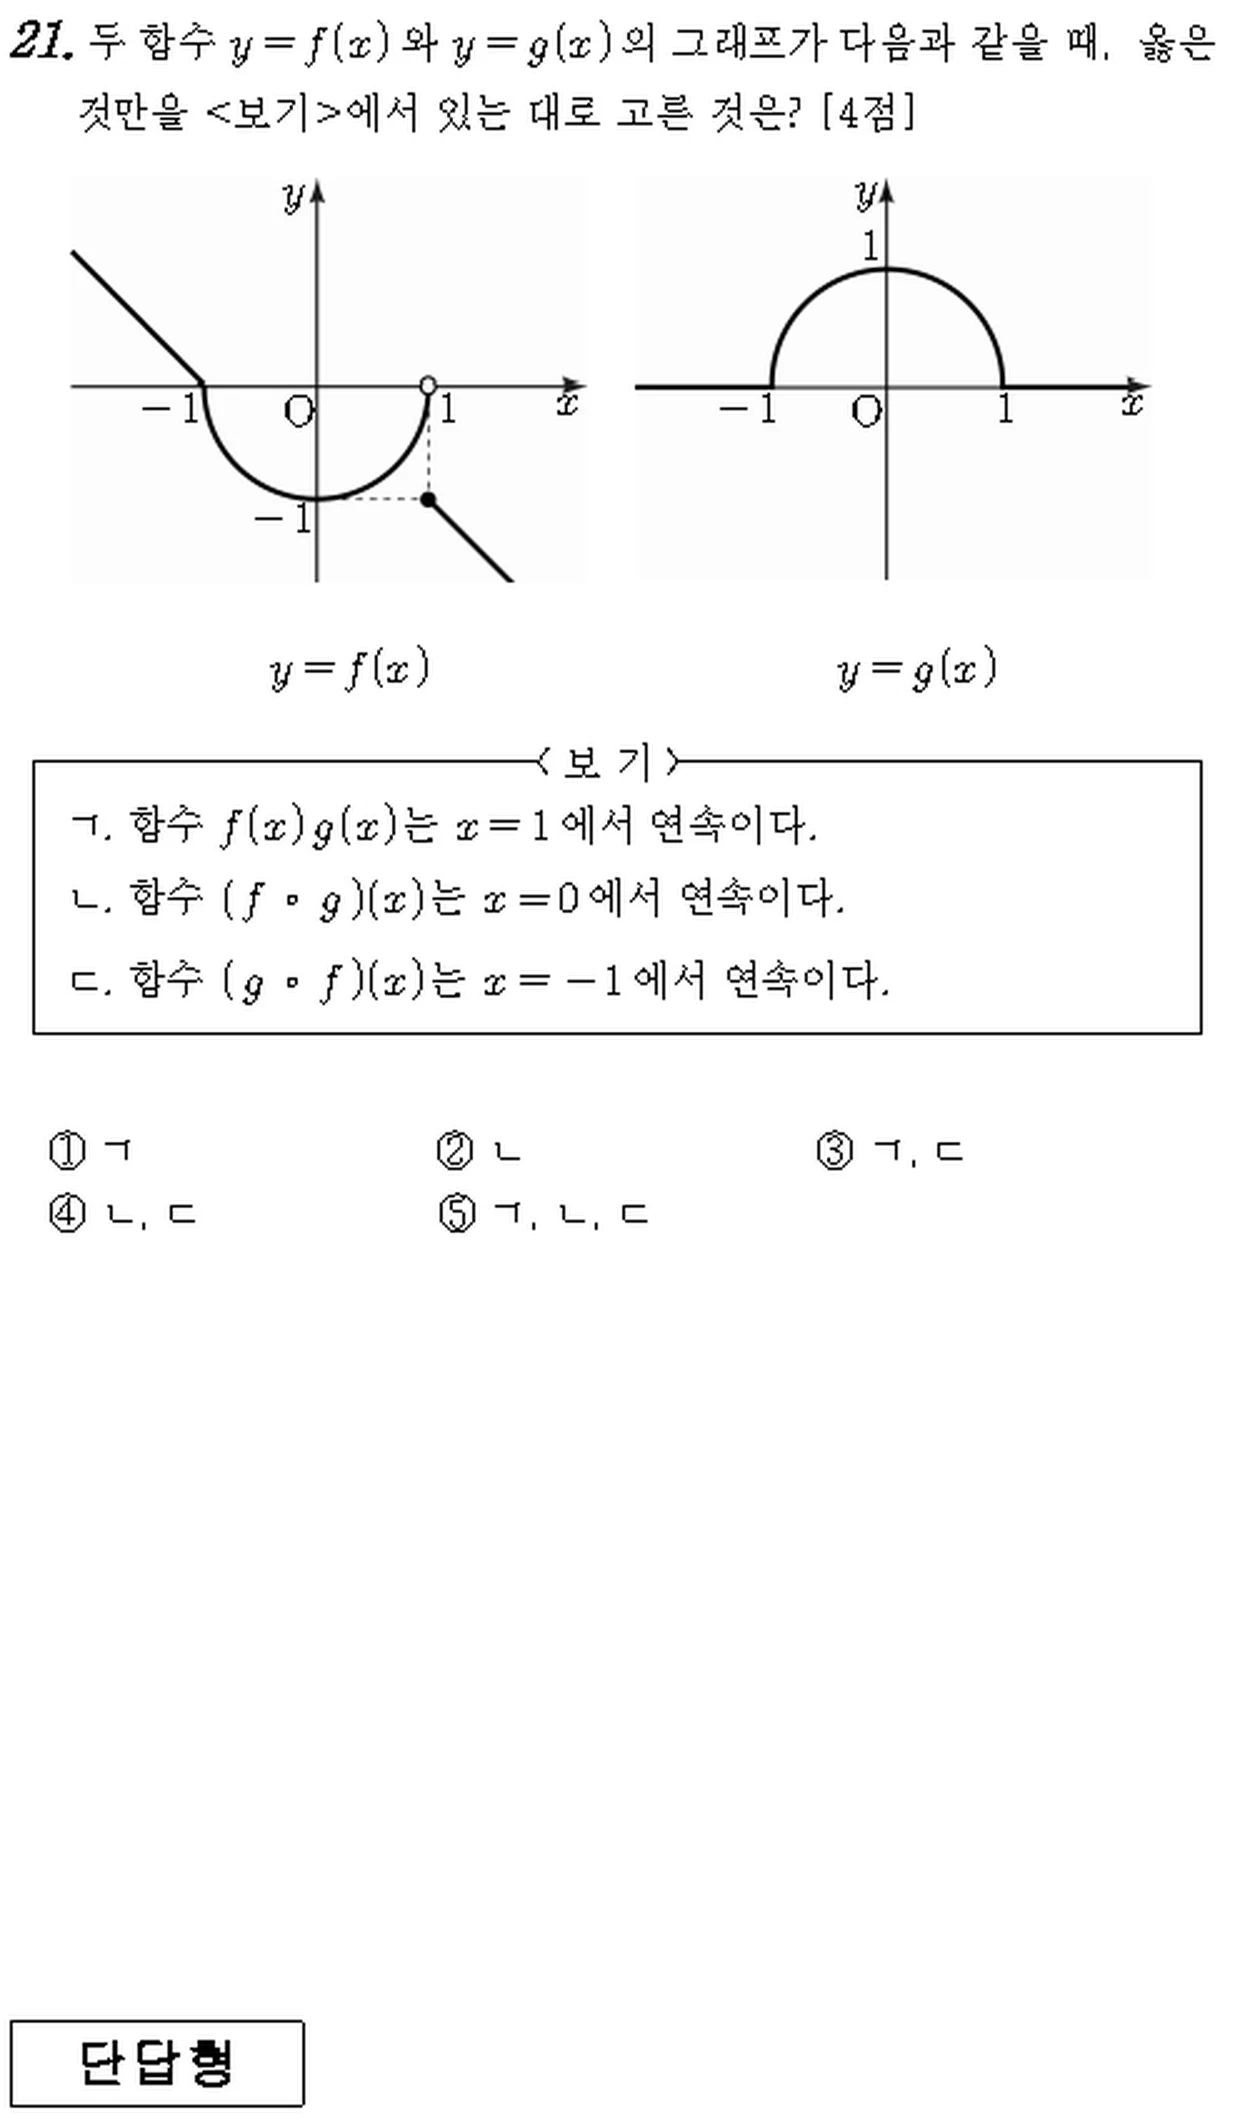 21. 두 함수 y=f(x)와 y=g(x)의 그래프가 다음과 같을 때, 옳은
것만을 <보기>에서 있는 대로 고른 것은? [4점]
y
-1 O 1 x
-1
y
1
-1 O 1 x
y=f(x) y=g(x)
<보 기>
ㄱ. 함수 f(x)g(x)는 x=1에서 연속이다.
ㄴ. 함수 (f∘g)(x)는 x=0에서 연속이다.
ㄷ. 함수 (g∘f)(x)는 x=-1에서 연속이다.
① ㄱ ② ㄴ ③ ㄱ, ㄷ
④ ㄴ, ㄷ ⑤ ㄱ, ㄴ, ㄷ
단답형